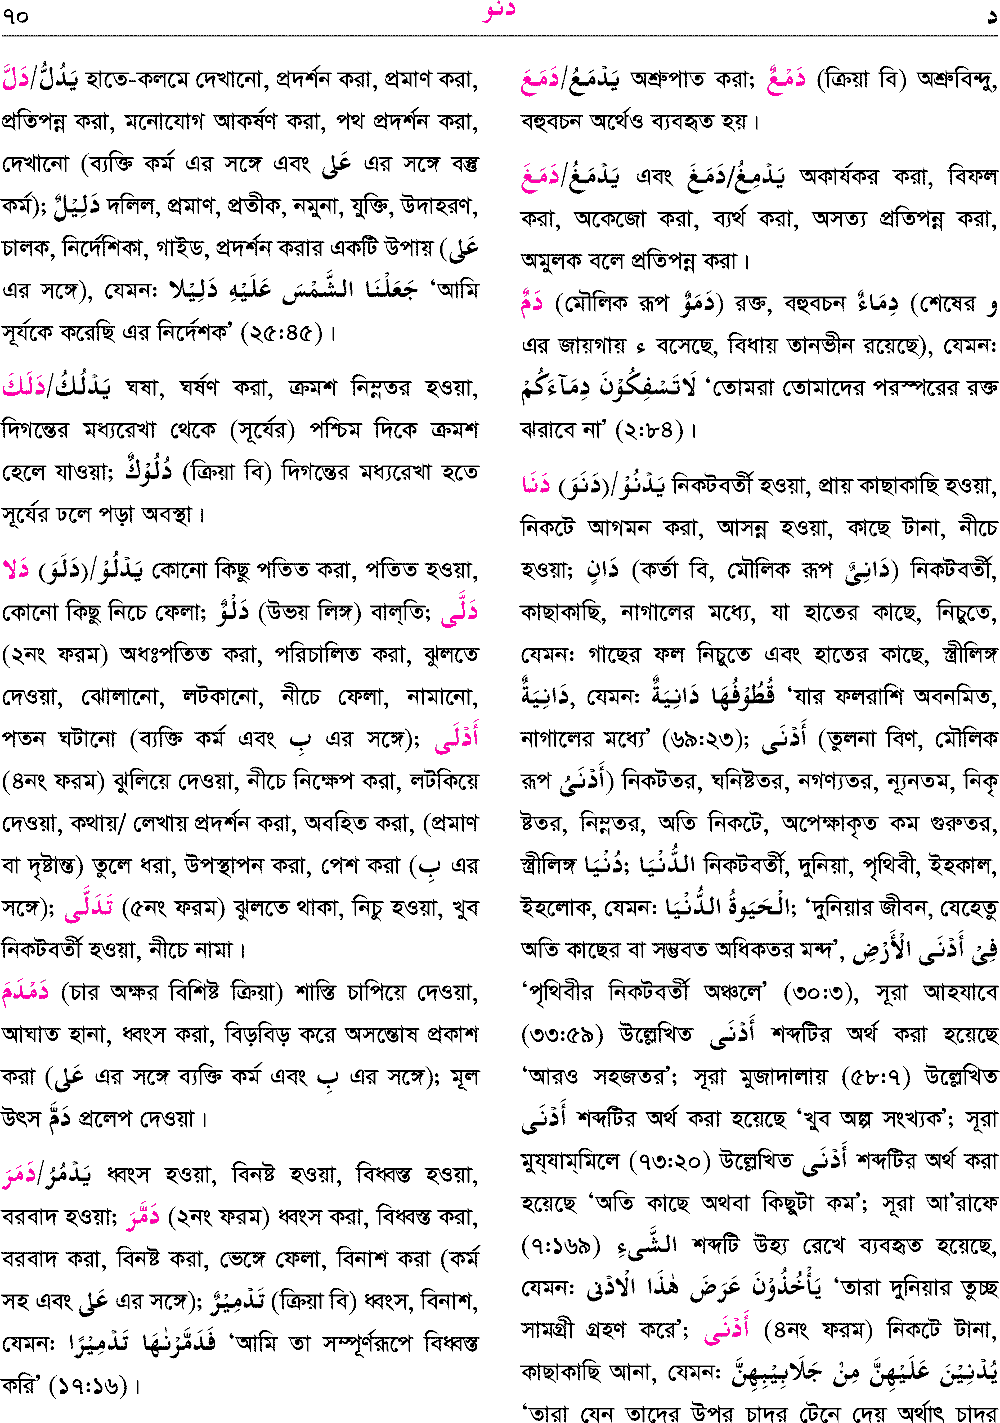 ৭০ دنو د
دَلَّ/يَدُلُّ হাতে-কলমে দেখানো, প্রদর্শন করা, প্রমাণ করা,
প্রতিপন্ন করা, মনোযোগ আকর্ষণ করা, পথ প্রদর্শন করা,
দেখানো (ব্যক্তি কর্ম এর সঙ্গে এবং عَلٰى এর সঙ্গে বস্তু
কর্ম); دَلِيْلٌ দলিল, প্রমাণ, প্রতীক, নমুনা, যুক্তি, উদাহরণ,
চালক, নির্দেশিকা, গাইড, প্রদর্শন করার একটি উপায় (عَلٰى
এর সঙ্গে), যেমন: جَعَلْنَا الشَّمْسَ عَلَيْهِ دَلِيْلا ‘আমি
সূর্যকে করেছি এর নির্দেশক’ (২৫:৪৫)।
دَلَكَ/يَدْلُكُ ঘষা, ঘর্ষণ করা, ক্রমশ নিম্নতর হওয়া,
দিগন্তের মধ্যরেখা থেকে (সূর্যের) পশ্চিম দিকে ক্রমশ
হেলে যাওয়া; دُلُوْكٌ (ক্রিয়া বি) দিগন্তের মধ্যরেখা হতে
সূর্যের ঢলে পড়া অবস্থা।
دَلا (دَلَوَ)/يَدْلُوْ কোনো কিছু পতিত করা, পতিত হওয়া,
কোনো কিছু নিচে ফেলা; دَلْوٌ (উভয় লিঙ্গ) বাল্‌তি; دَلَّى
(২নং ফরম) অধঃপতিত করা, পরিচালিত করা, ঝুলতে
দেওয়া, ঝোলানো, লটকানো, নীচে ফেলা, নামানো,
পতন ঘটানো (ব্যক্তি কর্ম এবং بِ এর সঙ্গে); أَدْلَى
(৪নং ফরম) ঝুলিয়ে দেওয়া, নীচে নিক্ষেপ করা, লটকিয়ে
দেওয়া, কথায়/ লেখায় প্রদর্শন করা, অবহিত করা, (প্রমাণ
বা দৃষ্টান্ত) তুলে ধরা, উপস্থাপন করা, পেশ করা (بِ এর
সঙ্গে); تَدَلَّى (৫নং ফরম) ঝুলতে থাকা, নিচু হওয়া, খুব
নিকটবর্তী হওয়া, নীচে নামা।
دَمْدَمَ (চার অক্ষর বিশিষ্ট ক্রিয়া) শাস্তি চাপিয়ে দেওয়া,
আঘাত হানা, ধ্বংস করা, বিড়বিড় করে অসন্তোষ প্রকাশ
করা (عَلٰى এর সঙ্গে ব্যক্তি কর্ম এবং بِ এর সঙ্গে); মূল
উৎস دَمَّ প্রলেপ দেওয়া।
دَمَرَ/يَدْمُرُ ধ্বংস হওয়া, বিনষ্ট হওয়া, বিধ্বস্ত হওয়া,
বরবাদ হওয়া; دَمَّرَ (২নং ফরম) ধ্বংস করা, বিধ্বস্ত করা,
বরবাদ করা, বিনষ্ট করা, ভেঙ্গে ফেলা, বিনাশ করা (কর্ম
সহ এবং عَلٰى এর সঙ্গে); تَدْمِيْرٌ (ক্রিয়া বি) ধ্বংস, বিনাশ,
যেমন: فَدَمَّرْنٰهَا تَدْمِيْرًا ‘আমি তা সম্পূর্ণরূপে বিধ্বস্ত
করি’ (১৭:১৬)।
دَمَعَ/يَدْمَعُ অশ্রুপাত করা; دَمْعٌ (ক্রিয়া বি) অশ্রুবিন্দু,
বহুবচন অর্থেও ব্যবহৃত হয়।
دَمَغَ/يَدْمَغُ এবং دَمَغَ/يَدْمِغُ অকার্যকর করা, বিফল
করা, অকেজো করা, ব্যর্থ করা, অসত্য প্রতিপন্ন করা,
অমুলক বলে প্রতিপন্ন করা।
دَمٌ (মৌলিক রূপ دَمَوٌ) রক্ত, বহুবচন دِمَاءٌ (শেষের و
এর জায়গায় ء বসেছে, বিধায় তানভীন রয়েছে), যেমন:
لَاتَسْفِكُوْنَ دِمَآءَكُمْ ‘তোমরা তোমাদের পরস্পরের রক্ত
ঝরাবে না’ (২:৮৪)।
دَنَا (دَنَوَ)/يَدْنُوْ নিকটবর্তী হওয়া, প্রায় কাছাকাছি হওয়া,
নিকটে আগমন করা, আসন্ন হওয়া, কাছে টানা, নীচে
হওয়া; دَانٍ (কর্তা বি, মৌলিক রূপ دَانِىٌ) নিকটবর্তী,
কাছাকাছি, নাগালের মধ্যে, যা হাতের কাছে, নিচুতে,
যেমন: গাছের ফল নিচুতে এবং হাতের কাছে, স্ত্রীলিঙ্গ
دَانِيَةٌ, যেমন: قُطُوْفُهَا دَانِيَةٌ ‘যার ফলরাশি অবনমিত,
নাগালের মধ্যে’ (৬৯:২৩); أَدْنَى (তুলনা বিণ, মৌলিক
রূপ أَدْنَىُ) নিকটতর, ঘনিষ্টতর, নগণ্যতর, ন্যূনতম, নিকৃ
ষ্টতর, নিম্নতর, অতি নিকটে, অপেক্ষাকৃত কম গুরুতর,
স্ত্রীলিঙ্গ دُنْيَا; الدُّنْيَا নিকটবর্তী, দুনিয়া, পৃথিবী, ইহকাল,
ইহলোক, যেমন: الْحَيَوةُ الدُّنْيَا; ‘দুনিয়ার জীবন, যেহেতু
অতি কাছের বা সম্ভবত অধিকতর মন্দ’, فِيْ أَدْنَى الْأَرْضِ
‘পৃথিবীর নিকটবর্তী অঞ্চলে’ (৩০:৩), সূরা আহযাবে
(৩৩:৫৯) উল্লেখিত أَدْنَى শব্দটির অর্থ করা হয়েছে
‘আরও সহজতর’; সূরা মুজাদালায় (৫৮:৭) উল্লেখিত
أَدْنَى শব্দটির অর্থ করা হয়েছে ‘খুব অল্প সংখ্যক’; সূরা
মুয্‌যাম্‌মিলে (৭৩:২০) উল্লেখিত أَدْنَى শব্দটির অর্থ করা
হয়েছে ‘অতি কাছে অথবা কিছুটা কম’; সূরা আ’রাফে
(৭:১৬৯) الشَّىءِ শব্দটি উহ্য রেখে ব্যবহৃত হয়েছে,
যেমন: يَأْخُذُوْنَ عَرَضَ هٰذَا الْادْنى ‘তারা দুনিয়ার তুচ্ছ
সামগ্রী গ্রহণ করে’; أَدْنَى (৪নং ফরম) নিকটে টানা,
কাছাকাছি আনা, যেমন: يُدْنِيْنَ عَلَيْهِنَّ مِنْ جَلَابِيْبِهِنَّ
‘তারা যেন তাদের উপর চাদর টেনে দেয় অর্থাৎ চাদর